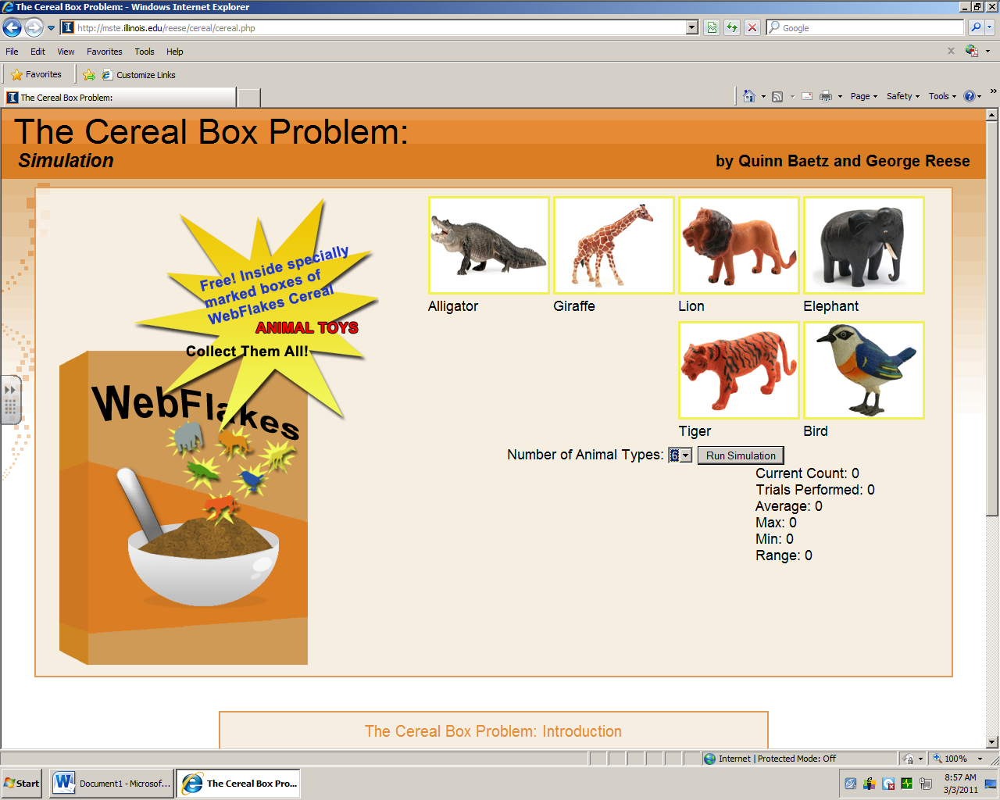 The Cereal Box Problem: - Windows Internet Explorer
http://mste.illinois.edu/reese/cereal/cereal.php
Google
File Edit View Favorites Tools Help
Favorites Customize Links
The Cereal Box Problem:
Page Safety Tools
The Cereal Box Problem:
Simulation
by Quinn Baetz and George Reese
Free! Inside specially
marked boxes of
WebFlakes Cereal
ANIMAL TOYS
Collect Them All!
WebFlakes
Alligator Giraffe Lion Elephant
Tiger Bird
Number of Animal Types: 6 Run Simulation
Current Count: 0
Trials Performed: 0
Average: 0
Max: 0
Min: 0
Range: 0
The Cereal Box Problem: Introduction
Internet | Protected Mode: Off
100%
Start
Document1 - Microsof...
The Cereal Box Pro...
8:57 AM
3/3/2011